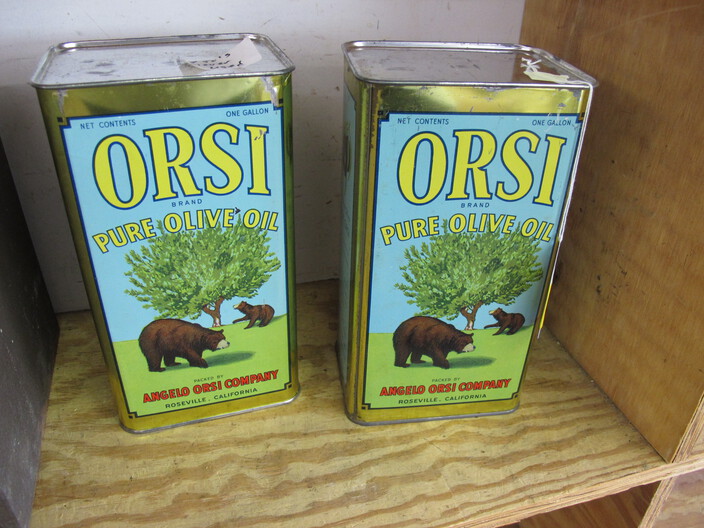 NET CONTENTS ONE GALLON
ORSI
BRAND
PURE OLIVE OIL
PACKED BY
ANGELO ORSI COMPANY
ROSEVILLE, CALIFORNIA
NET CONTENTS ONE GALLON
ORSI
BRAND
PURE OLIVE OIL
PACKED BY
ANGELO ORSI COMPANY
ROSEVILLE, CALIFORNIA